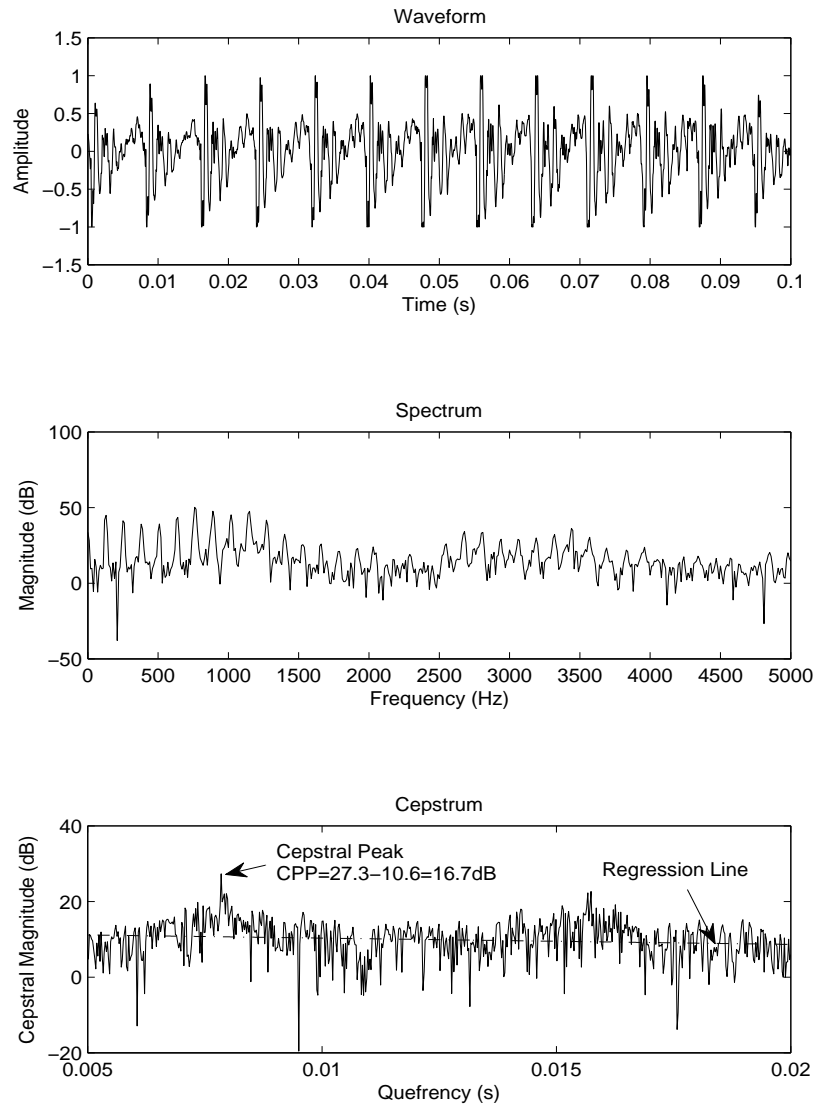 Waveform
1.5
1
0.5
0
−0.5
−1
−1.5
Amplitude
0 0.01 0.02 0.03 0.04 0.05 0.06 0.07 0.08 0.09 0.1
Time (s)
Spectrum
100
50
0
−50
Magnitude (dB)
0 500 1000 1500 2000 2500 3000 3500 4000 4500 5000
Frequency (Hz)
Cepstrum
40
20
0
−20
Cepstral Magnitude (dB)
Cepstral Peak
CPP=27.3−10.6=16.7dB
Regression Line
0.005 0.01 0.015 0.02
Quefrency (s)